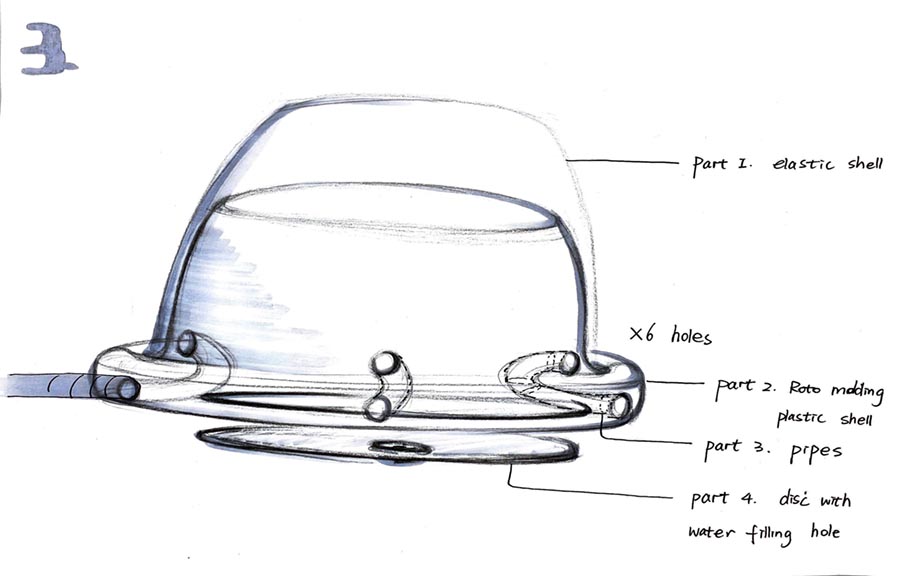 3
part 1. elastic shell
x6 holes
part 2. Roto molding
plastic shell
part 3. pipes
part 4. disc with
water filling hole